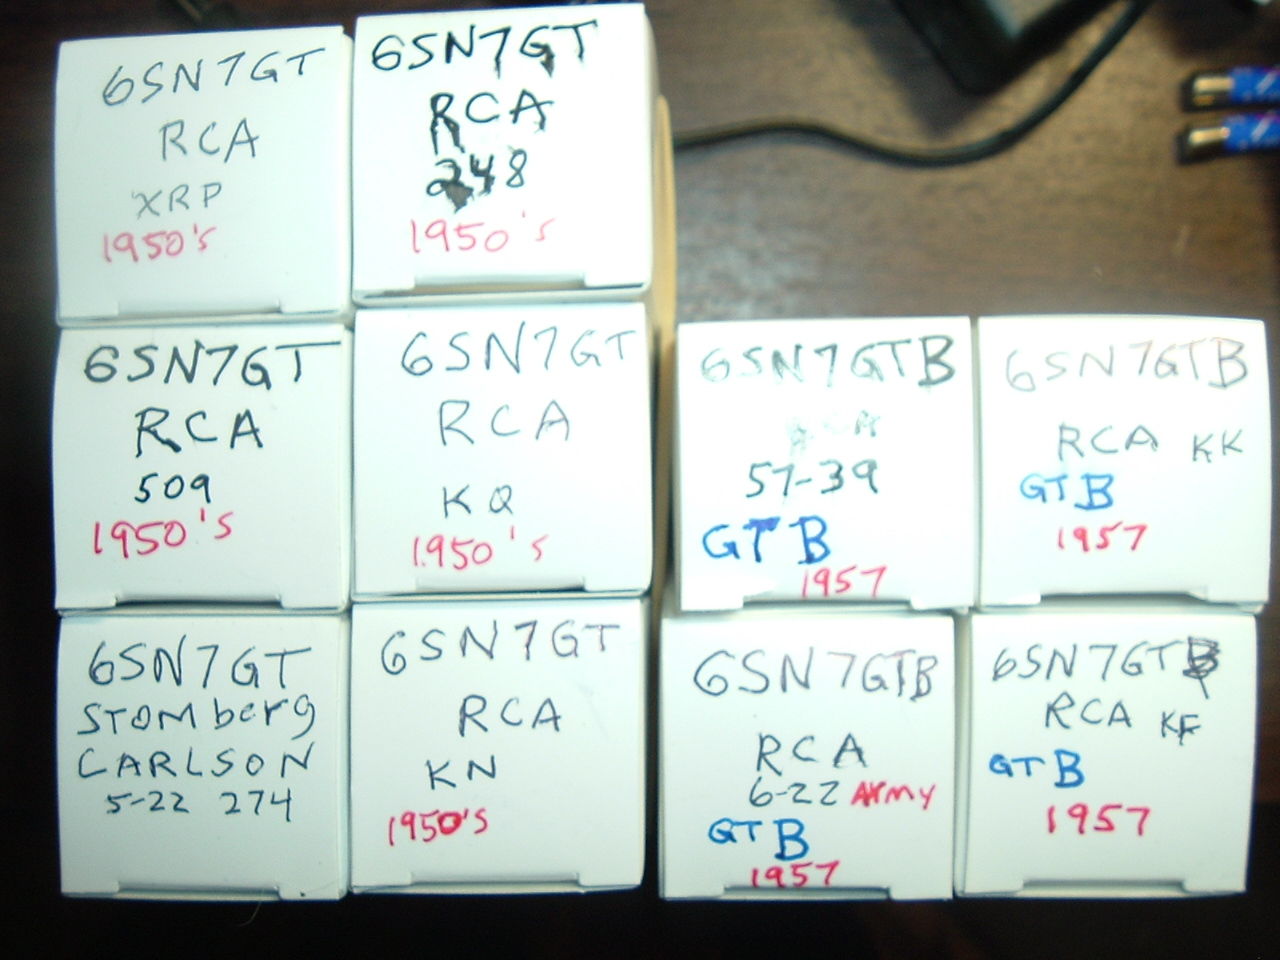 6SN7GT
RCA
XRP
1950's
6SN7GT
RCA
248
1950's
6SN7GT
RCA
509
1950's
6SN7GT
RCA
KQ
1950's
6SN7GTB
RCA
57-39
GTB
1957
6SN7GTB
RCA KK
GTB
1957
6SN7GT
STOMberg
CARLSON
5-22 274
6SN7GT
RCA
KN
1950's
6SN7GTB
RCA
6-22 ARmy
GTB
1957
6SN7GTB
RCA KF
GTB
1957